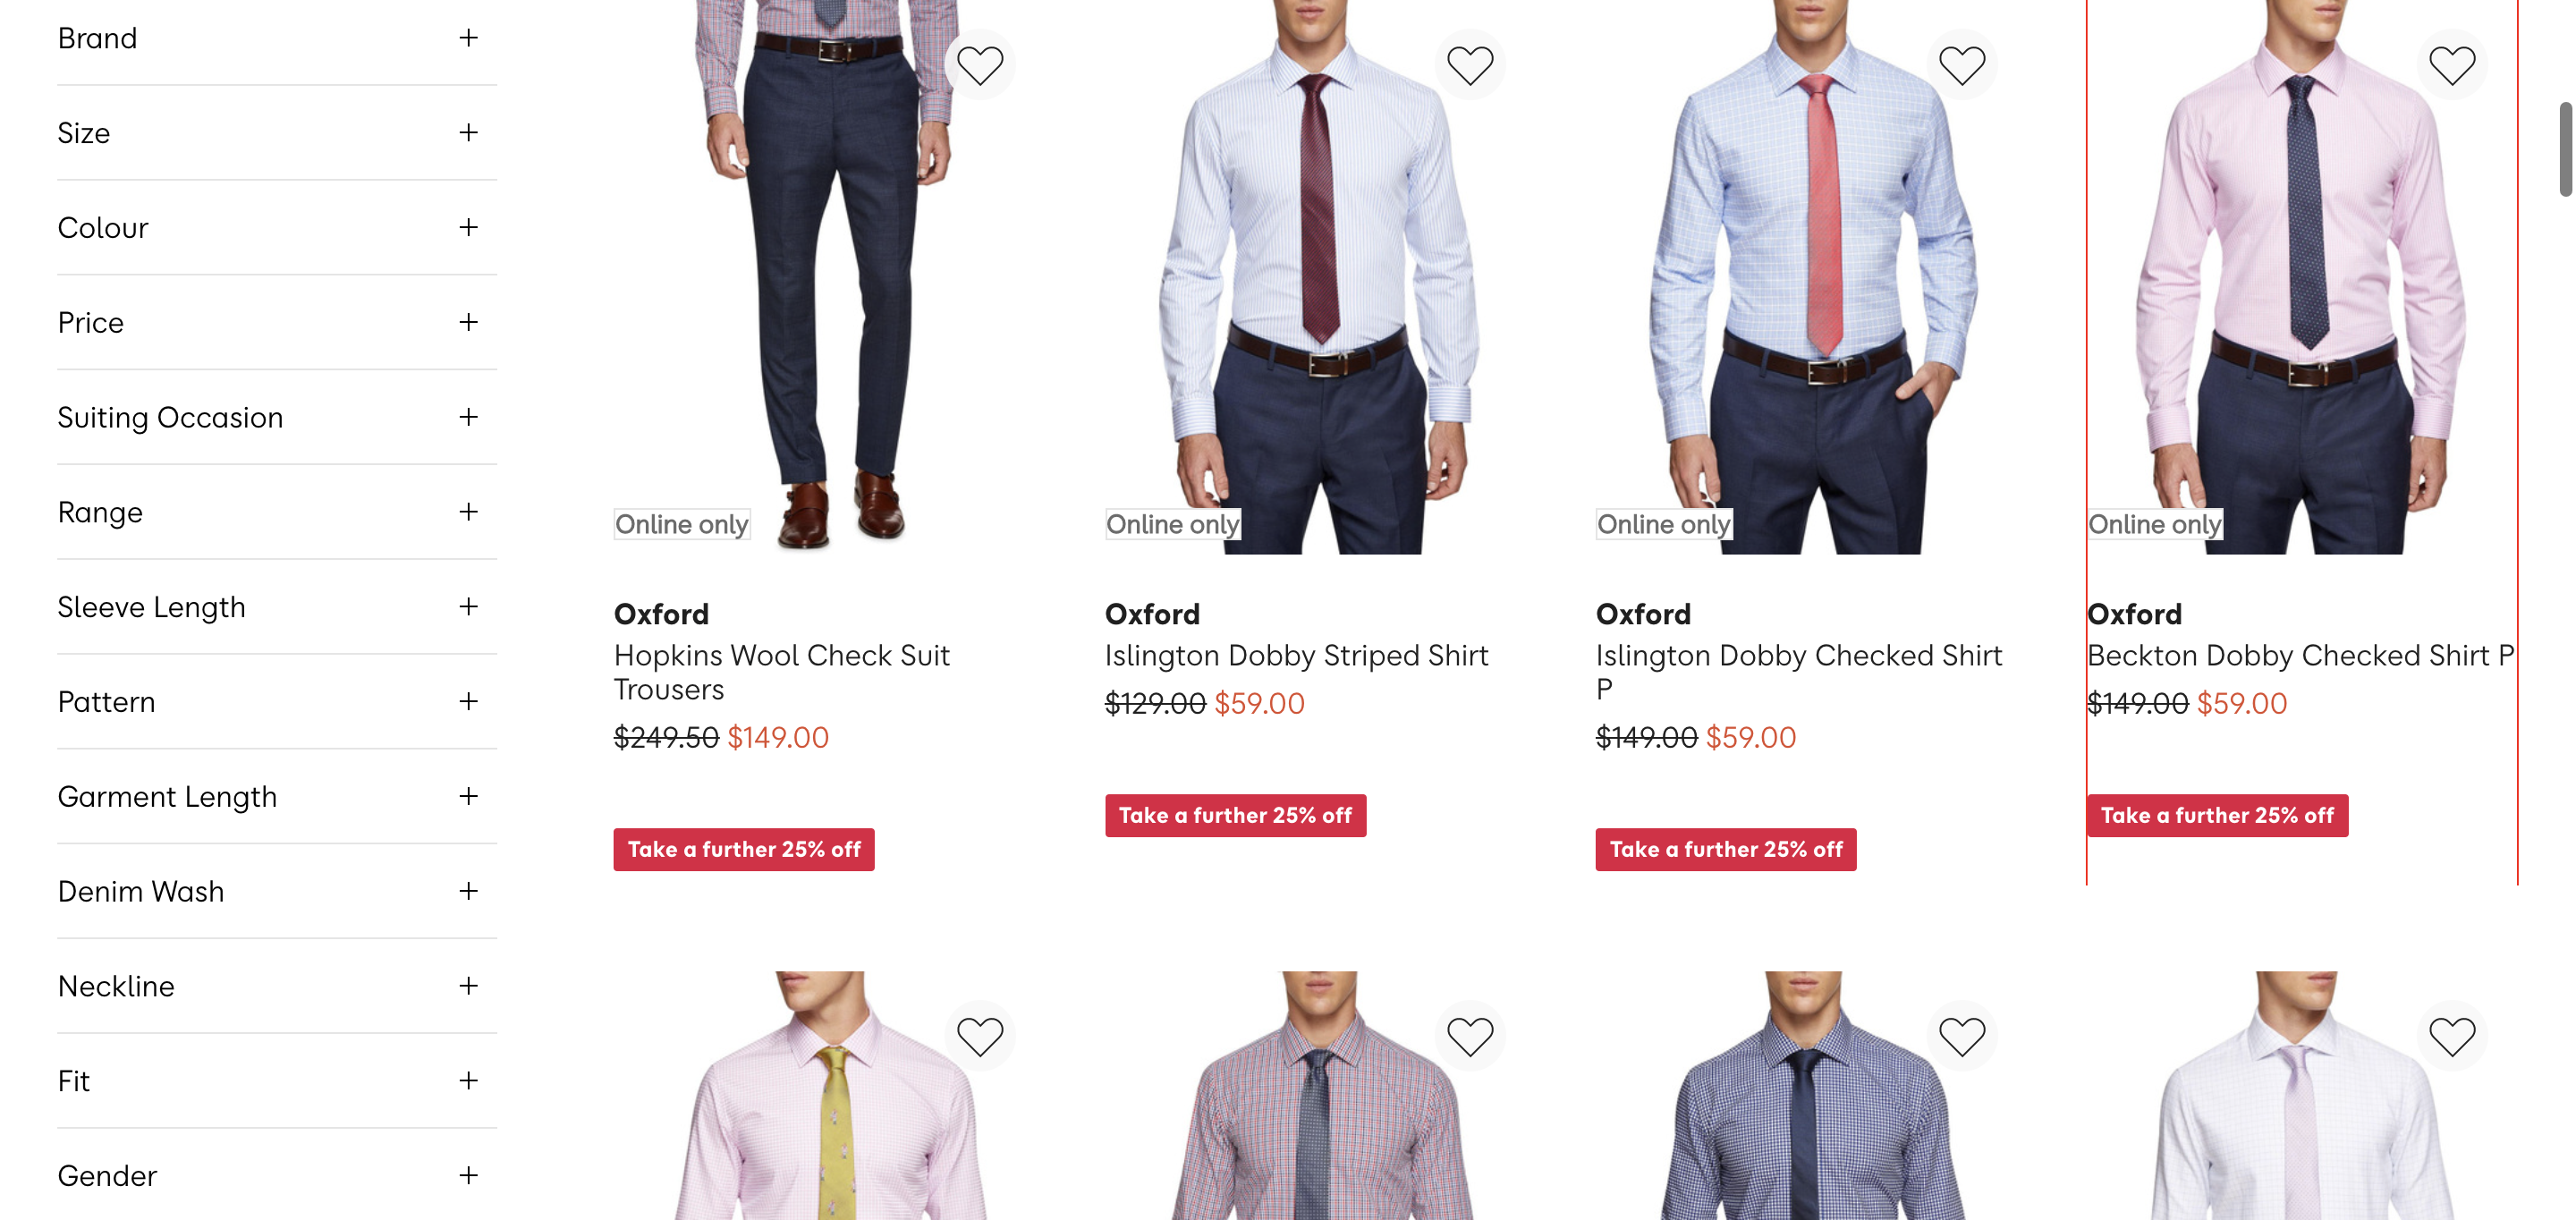 Brand
Size
Colour
Price
Suiting Occasion
Range
Sleeve Length
Pattern
Garment Length
Denim Wash
Neckline
Fit
Gender
Online only
Oxford
Hopkins Wool Check Suit
Trousers
$249.50 $149.00
Take a further 25% off
Online only
Oxford
Islington Dobby Striped Shirt
$129.00 $59.00
Take a further 25% off
Online only
Oxford
Islington Dobby Checked Shirt
P
$149.00 $59.00
Take a further 25% off
Online only
Oxford
Beckton Dobby Checked Shirt P
$149.00 $59.00
Take a further 25% off